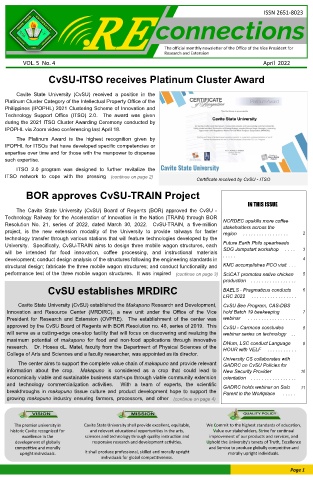 ISSN 2651-8023
REconnections
The official monthly newsletter of the Office of the Vice President for
Research and Extension
VOL 5 No. 4 April 2022
CvSU-ITSO receives Platinum Cluster Award
Cavite State University (CvSU) received a position in the
Platinum Cluster Category of the Intellectual Property Office of the
Philippines (IPOPHL) 2021 Clustering Scheme of Innovation and
Technology Support Office (ITSO) 2.0. The award was given
during the 2021 ITSO Cluster Awarding Ceremony conducted by
IPOPHL via Zoom video conferencing last April 18.
The Platinum Award is the highest recognition given by
IPOPHL for ITSOs that have developed specific competencies or
expertise over time and for those with the manpower to dispense
such expertise.
ITSO 2.0 program was designed to further revitalize the
ITSO network to cope with the pressing (continue on page 2)
CERTIFICATE
Cavite State University
Cavite State University
Certificate received by CvSU - ITSO
BOR approves CvSU-TRAIN Project
The Cavite State University (CvSU) Board of Regents (BOR) approved the CvSU -
Technology Railway for the Acceleration of Innovation in the Nation [TRAIN) through BOR
Resolution No. 21, series of 2022, dated March 30, 2022. CvSU-TRAIN, a five-million
project, is the new extension modality of the University to provide railways for faster
technology transfer through various stations that will feature technologies developed by the
University. Specifically, CvSU-TRAIN aims to design three mobile wagon structures, each
will be intended for food innovation, coffee processing, and instructional materials
development; conduct design analysis of the structures following the engineering standards in
structural design; fabricate the three mobile wagon structures; and conduct functionality and
performance test of the three mobile wagon structures. It was inspired (continue on page 3)
CvSU establishes MRDIRC
Cavite State University (CvSU) established the Makapuno Research and Development,
Innovation and Resource Center (MRDIRC), a new unit under the Office of the Vice
President for Research and Extension (OVPRE). The establishment of the center was
approved by the CvSU Board of Regents with BOR Resolution no. 48, series of 2019. This
will serve as a cutting-edge one-stop facility that will focus on discovering and realizing the
maximum potential of makapuno for food and non-food applications through innovative
research. Dr. Hosea L. Matel, faculty from the Department of Physical Sciences of the
College of Arts and Sciences and a faculty researcher, was appointed as its director.
The center aims to support the complete value chain of makapuno and provide relevant
information about the crop. Makapuno is considered as a crop that could lead to
economically viable and sustainable business start-ups through viable community extension
and technology commercialization activities. With a team of experts, the scientific
breakthroughs in makapuno tissue culture and product development hope to support the
growing makapuno industry ensuring farmers, processors, and other (continue on page 4)
IN THIS ISSUE
NCRDEC upskills more coffee
stakeholders across the
region 2
Future Earth Phils spearheads
SDG Jumpstart workshop 3
KMC accomplishes PCO visit 4
SciCAT promotes native chicken 5
production
BAELS - Pragmatics conducts 6
LRC 2022
CvSU Bee Program, CAS-DBS
hold Batch 19 beekeeping 7
webinar
CvSU - Carmona concludes 8
webinar series on technology
DNum, LSC conduct Language 9
HOUR with VELF
University CS collaborates with
GADRC on CvSU Policies for
New Security Provider 10
orientation
GADRC holds webinar on Solo 11
Parent to the Workplace
VISION
The premier university in
historic Cavite recognized for
excellence in the
development of globally
competitive and morally
upright individuals.
MISSION
Cavite State University shall provide excellent, equitable,
and relevant educational opportunities in the arts,
sciences and technology through quality instruction and
responsive research and development activities.
It shall produce professional, skilled and morally upright
individuals for global competitiveness.
QUALITY POLICY
We Commit to the highest standards of education,
Value our stakeholders, Strive for continual
improvement of our products and services, and
Uphold the University's tenets of Truth, Excellence
and Service to produce globally competitive and
morally upright individuals.
Page 1